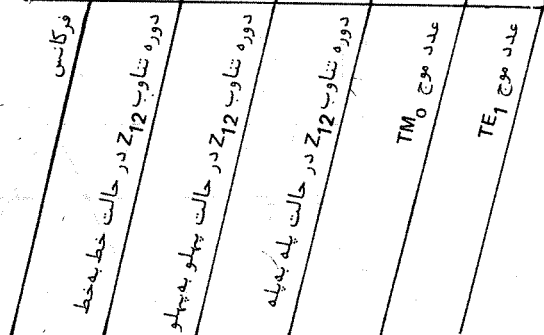 فرکانس
دوره تناوب Z12 در حالت خط به خط
دوره تناوب Z12 در حالت پهلو به پهلو
دوره تناوب Z12 در حالت پله به پله
عدد موج TM0
عدد موج TE1